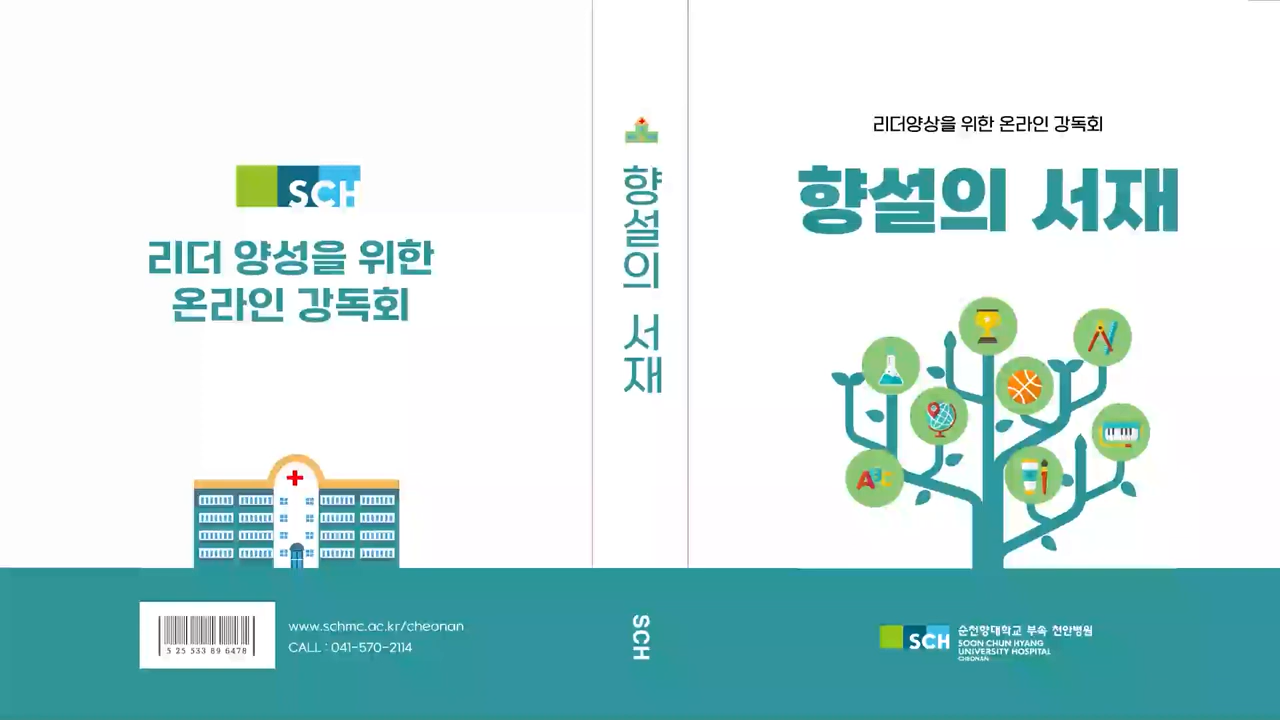 SCH
리더 양성을 위한
온라인 강독회
5 25 533 89 6478
www.schmc.ac.kr/cheonan
CALL : 041-570-2114
향설의 서재
SCH
리더양상을 위한 온라인 강독회
향설의 서재
ABC
SCH
순천향대학교 부속 천안병원
SOON CHUN HYANG
UNIVERSITY HOSPITAL
CHEONAN